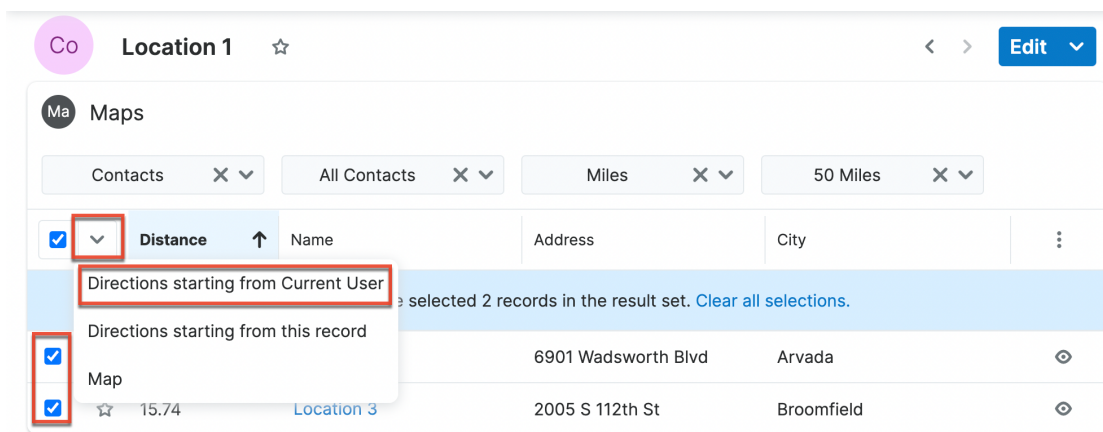 Co Location 1 Edit
Ma Maps
Contacts All Contacts Miles 50 Miles
Distance Name Address City
Directions starting from Current User
selected 2 records in the result set. Clear all selections.
Directions starting from this record
6901 Wadsworth Blvd Arvada
Map
15.74 Location 3 2005 S 112th St Broomfield